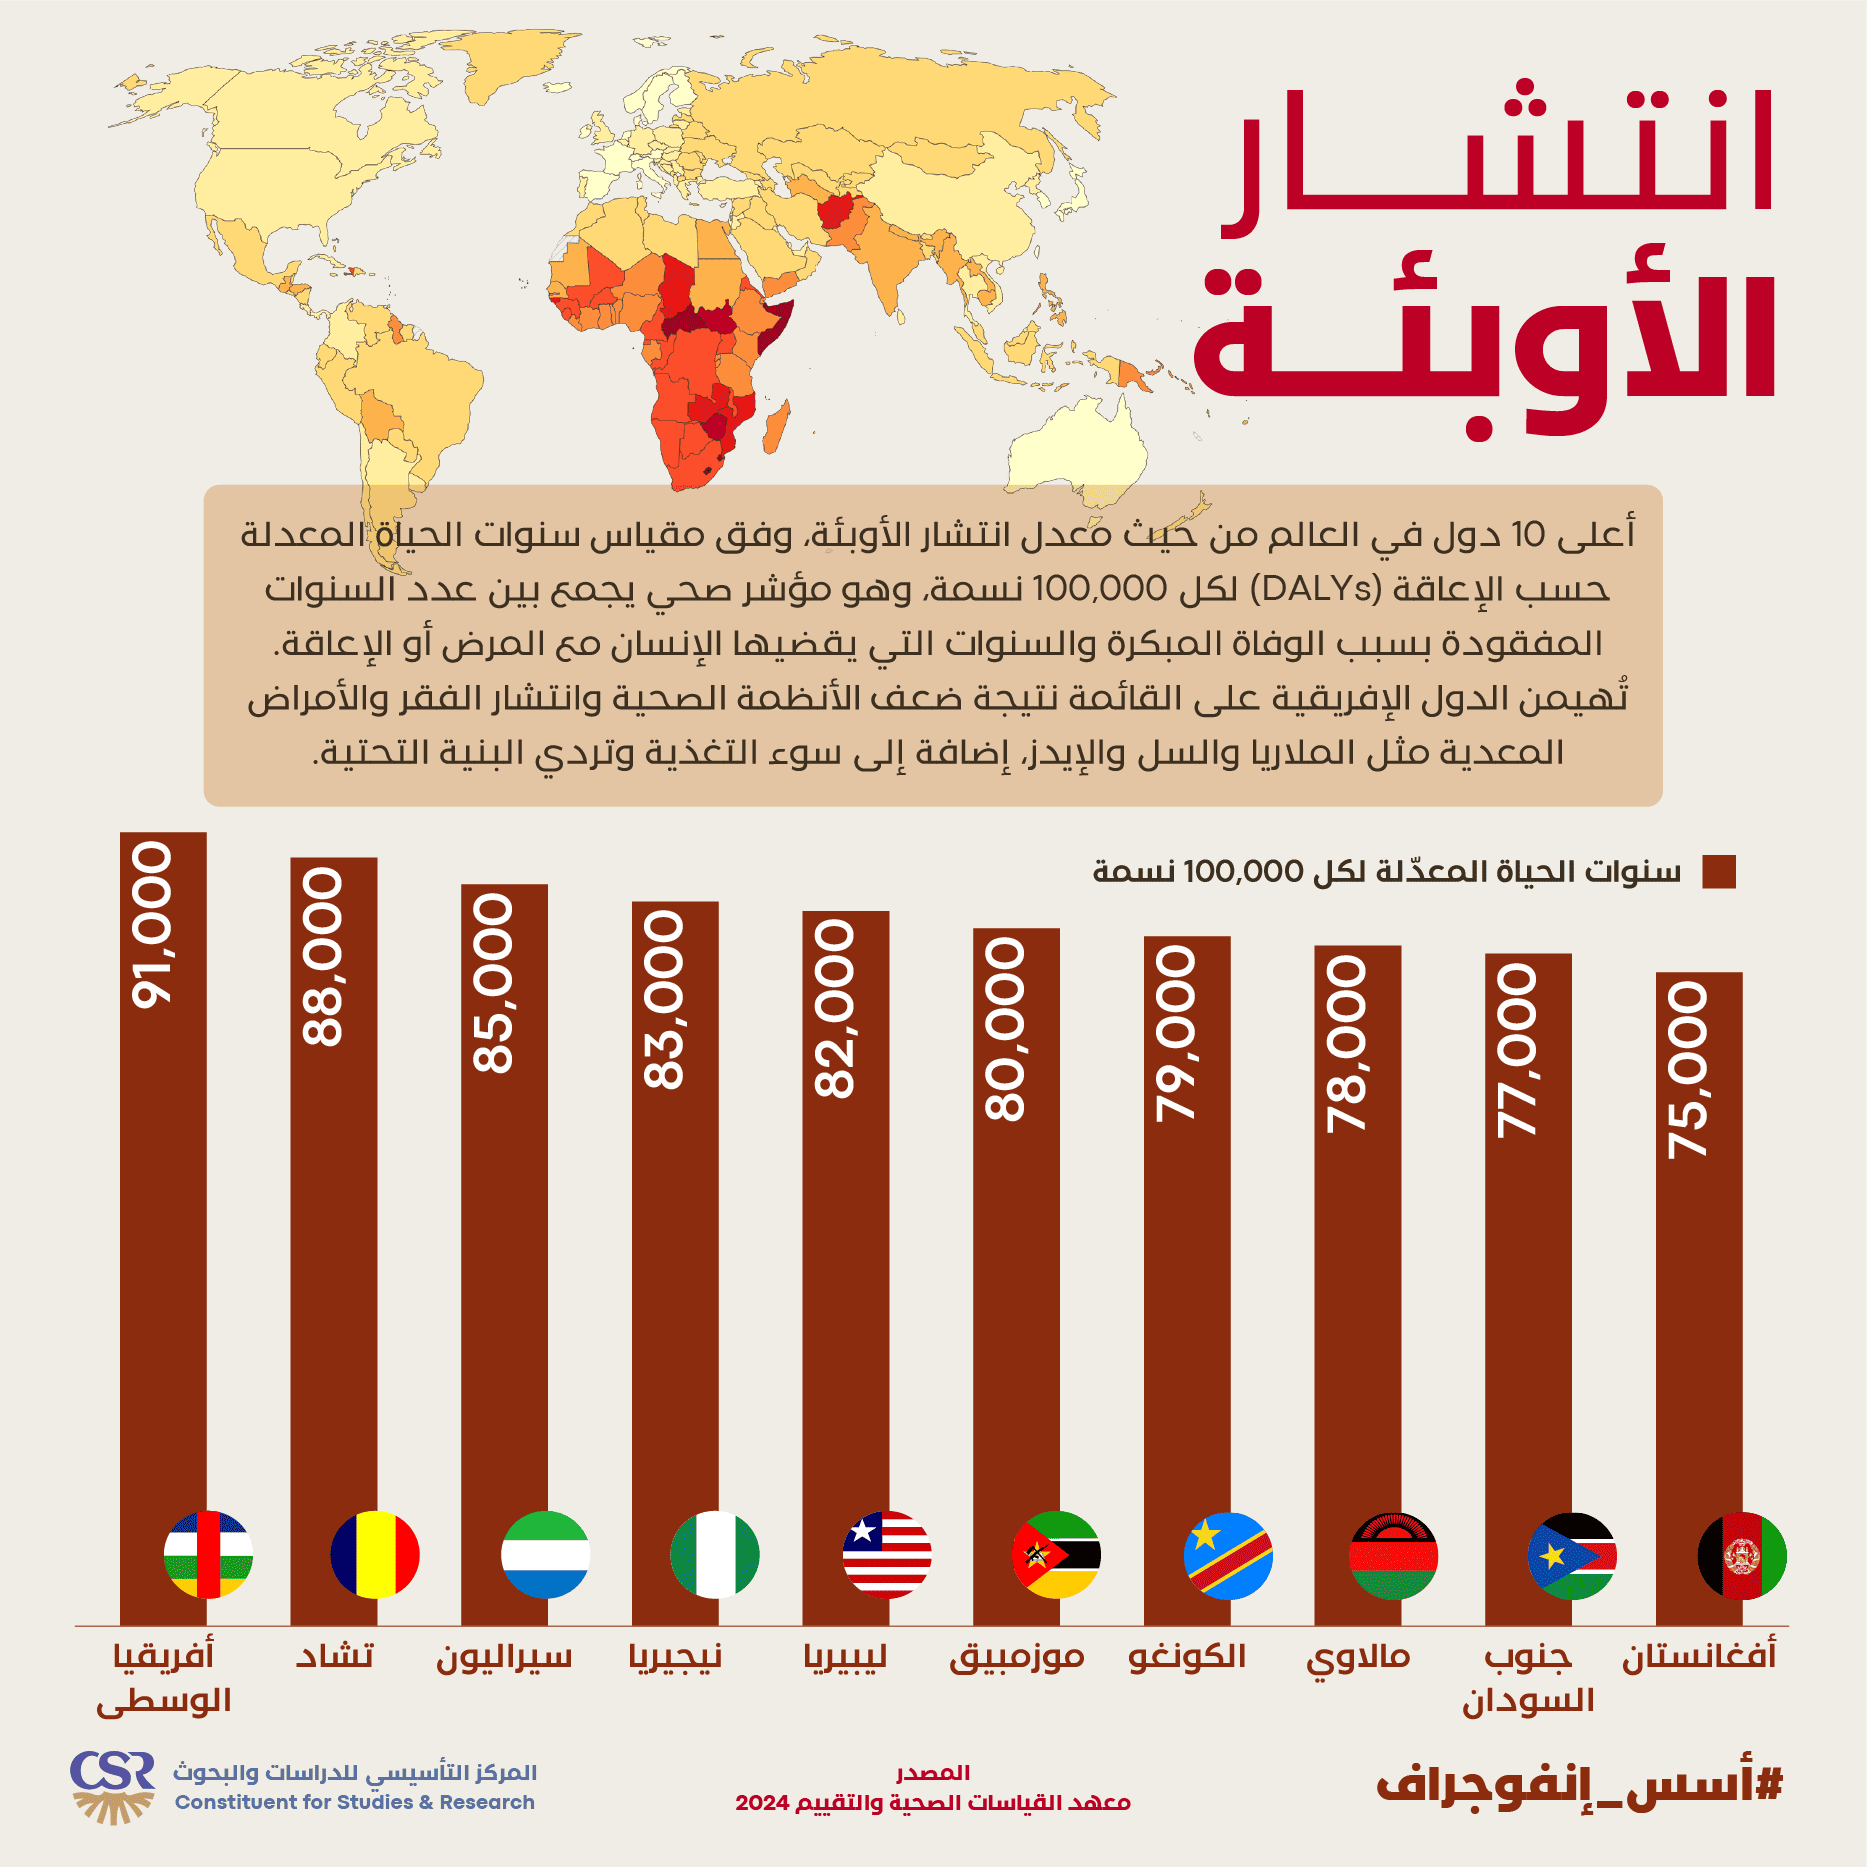 انتشار
الأوبئة
أعلى 10 دول في العالم من حيث معدل انتشار الأوبئة، وفق مقياس سنوات الحياة المعدلة
حسب الإعاقة (DALYs) لكل 100,000 نسمة، وهو مؤشر صحي يجمع بين عدد السنوات
المفقودة بسبب الوفاة المبكرة والسنوات التي يقضيها الإنسان مع المرض أو الإعاقة.
تُهيمن الدول الإفريقية على القائمة نتيجة ضعف الأنظمة الصحية وانتشار الفقر والأمراض
المعدية مثل الملاريا والسل والإيدز، إضافة إلى سوء التغذية وتردي البنية التحتية.
سنوات الحياة المعدّلة لكل 100,000 نسمة
91,000
88,000
85,000
83,000
82,000
80,000
79,000
78,000
77,000
75,000
أفريقيا
الوسطى
تشاد
سيراليون
نيجيريا
ليبيريا
موزمبيق
الكونغو
مالاوي
جنوب
السودان
أفغانستان
#أسس_إنفوجراف
المصدر
معهد القياسات الصحية والتقييم 2024
CSR
المركز التأسيسي للدراسات والبحوث
Constituent for Studies & Research